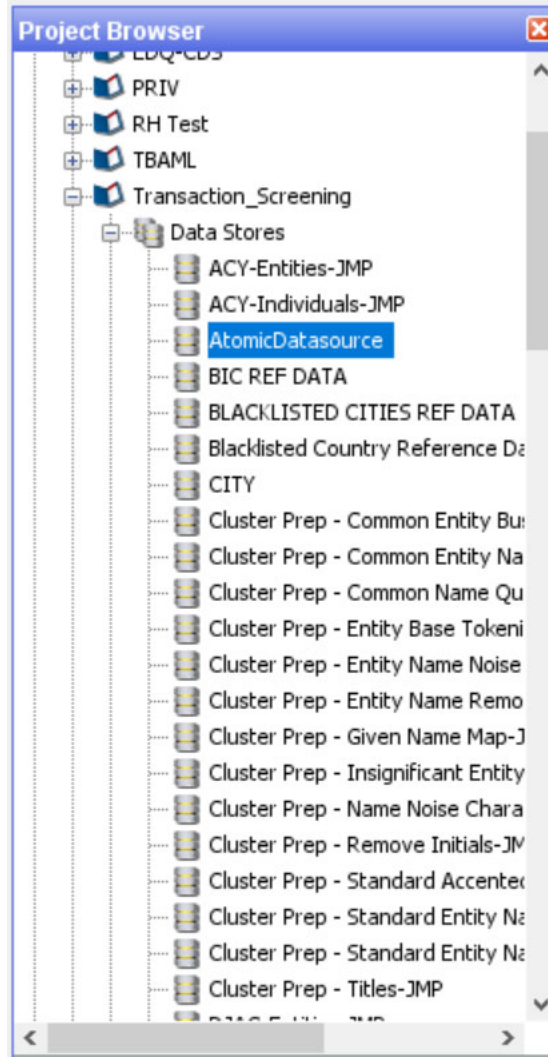 Project Browser
EDQ-CDS
PRIV
RH Test
TBAML
Transaction_Screening
Data Stores
ACY-Entities-JMP
ACY-Individuals-JMP
AtomicDatasource
BIC REF DATA
BLACKLISTED CITIES REF DATA
Blacklisted Country Reference Da
CITY
Cluster Prep - Common Entity Bu
Cluster Prep - Common Entity Na
Cluster Prep - Common Name Qu
Cluster Prep - Entity Base Tokeni
Cluster Prep - Entity Name Noise
Cluster Prep - Entity Name Remo
Cluster Prep - Given Name Map-J
Cluster Prep - Insignificant Entity
Cluster Prep - Name Noise Chara
Cluster Prep - Remove Initials-JM
Cluster Prep - Standard Accented
Cluster Prep - Standard Entity Na
Cluster Prep - Standard Entity Na
Cluster Prep - Titles-JMP